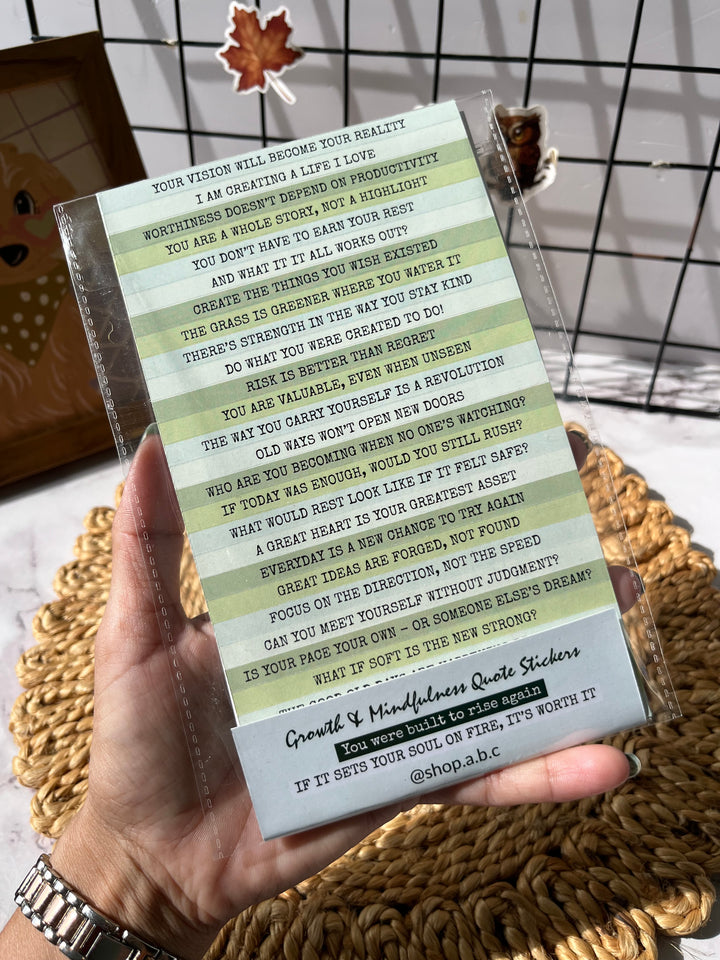 YOUR VISION WILL BECOME YOUR REALITY
I AM CREATING A LIFE I LOVE
WORTHINESS DOESN'T DEPEND ON PRODUCTIVITY
YOU ARE A WHOLE STORY, NOT A HIGHLIGHT
YOU DON'T HAVE TO EARN YOUR REST
AND WHAT IT IT ALL WORKS OUT?
CREATE THE THINGS YOU WISH EXISTED
THE GRASS IS GREENER WHERE YOU WATER IT
THERE'S STRENGTH IN THE WAY YOU STAY KIND
DO WHAT YOU WERE CREATED TO DO!
RISK IS BETTER THAN REGRET
YOU ARE VALUABLE, EVEN WHEN UNSEEN
THE WAY YOU CARRY YOURSELF IS A REVOLUTION
OLD WAYS WON'T OPEN NEW DOORS
WHO ARE YOU BECOMING WHEN NO ONE'S WATCHING?
IF TODAY WAS ENOUGH, WOULD YOU STILL RUSH?
WHAT WOULD REST LOOK LIKE IF IT FELT SAFE?
A GREAT HEART IS YOUR GREATEST ASSET
EVERYDAY IS A NEW CHANCE TO TRY AGAIN
GREAT IDEAS ARE FORGED, NOT FOUND
FOCUS ON THE DIRECTION, NOT THE SPEED
CAN YOU MEET YOURSELF WITHOUT JUDGMENT?
IS YOUR PACE YOUR OWN – OR SOMEONE ELSE'S DREAM?
WHAT IF SOFT IS THE NEW STRONG?
THE GOOD OLD DAYS
Growth & Mindfulness Quote Stickers
You were built to rise again
IF IT SETS YOUR SOUL ON FIRE, IT'S WORTH IT
@shop.a.b.c